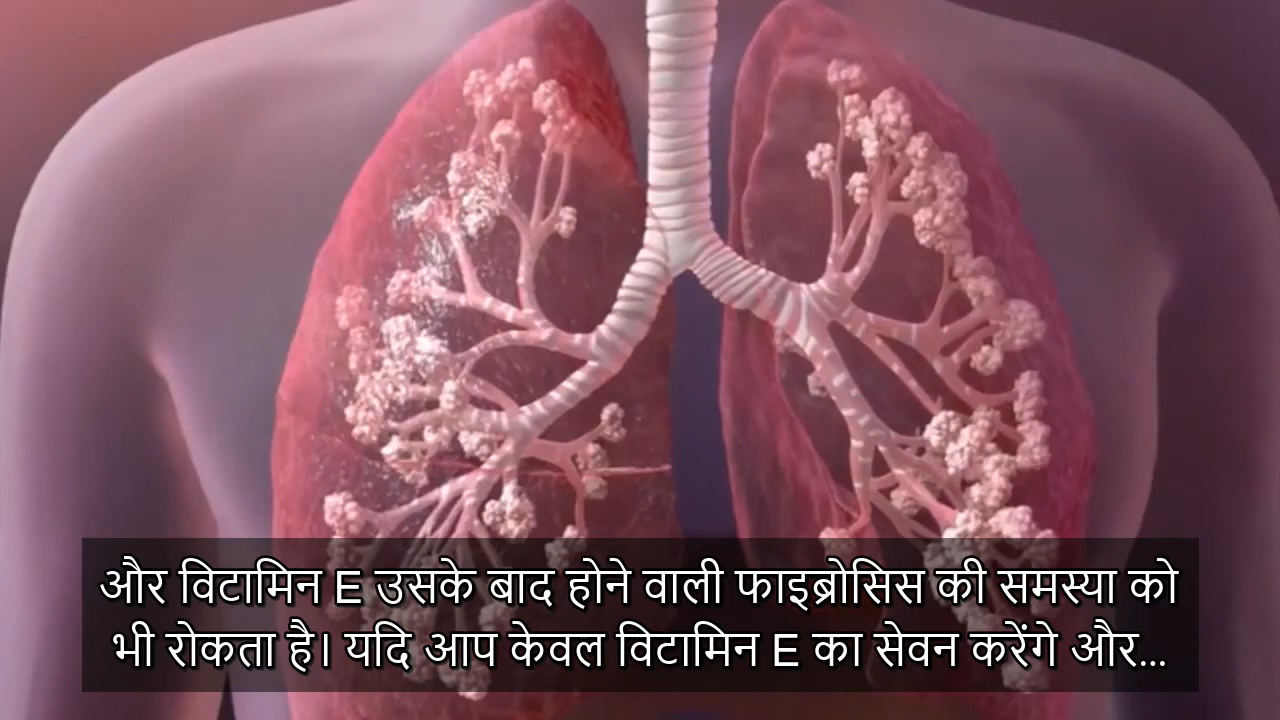 और विटामिन E उसके बाद होने वाली फाइब्रोसिस की समस्या को
भी रोकता है। यदि आप केवल विटामिन E का सेवन करेंगे और...